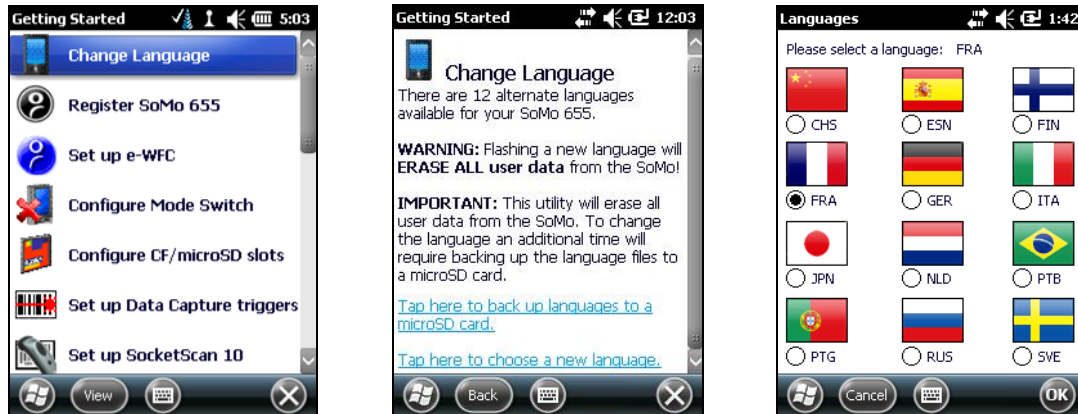 Getting Started 5:03
Change Language
Register SoMo 655
Set up e-WFC
Configure Mode Switch
Configure CF/microSD slots
Set up Data Capture triggers
Set up SocketScan 10
View
Getting Started 12:03
Change Language
There are 12 alternate languages
available for your SoMo 655.
WARNING: Flashing a new language will
ERASE ALL user data from the SoMo!
IMPORTANT: This utility will erase all
user data from the SoMo. To change
the language an additional time will
require backing up the language files to
a microSD card.
Tap here to back up languages to a
microSD card.
Tap here to choose a new language.
Back
Languages 1:42
Please select a language: FRA
CHS ESN FIN
FRA GER ITA
JPN NLD PTB
PTG RUS SVE
Cancel OK